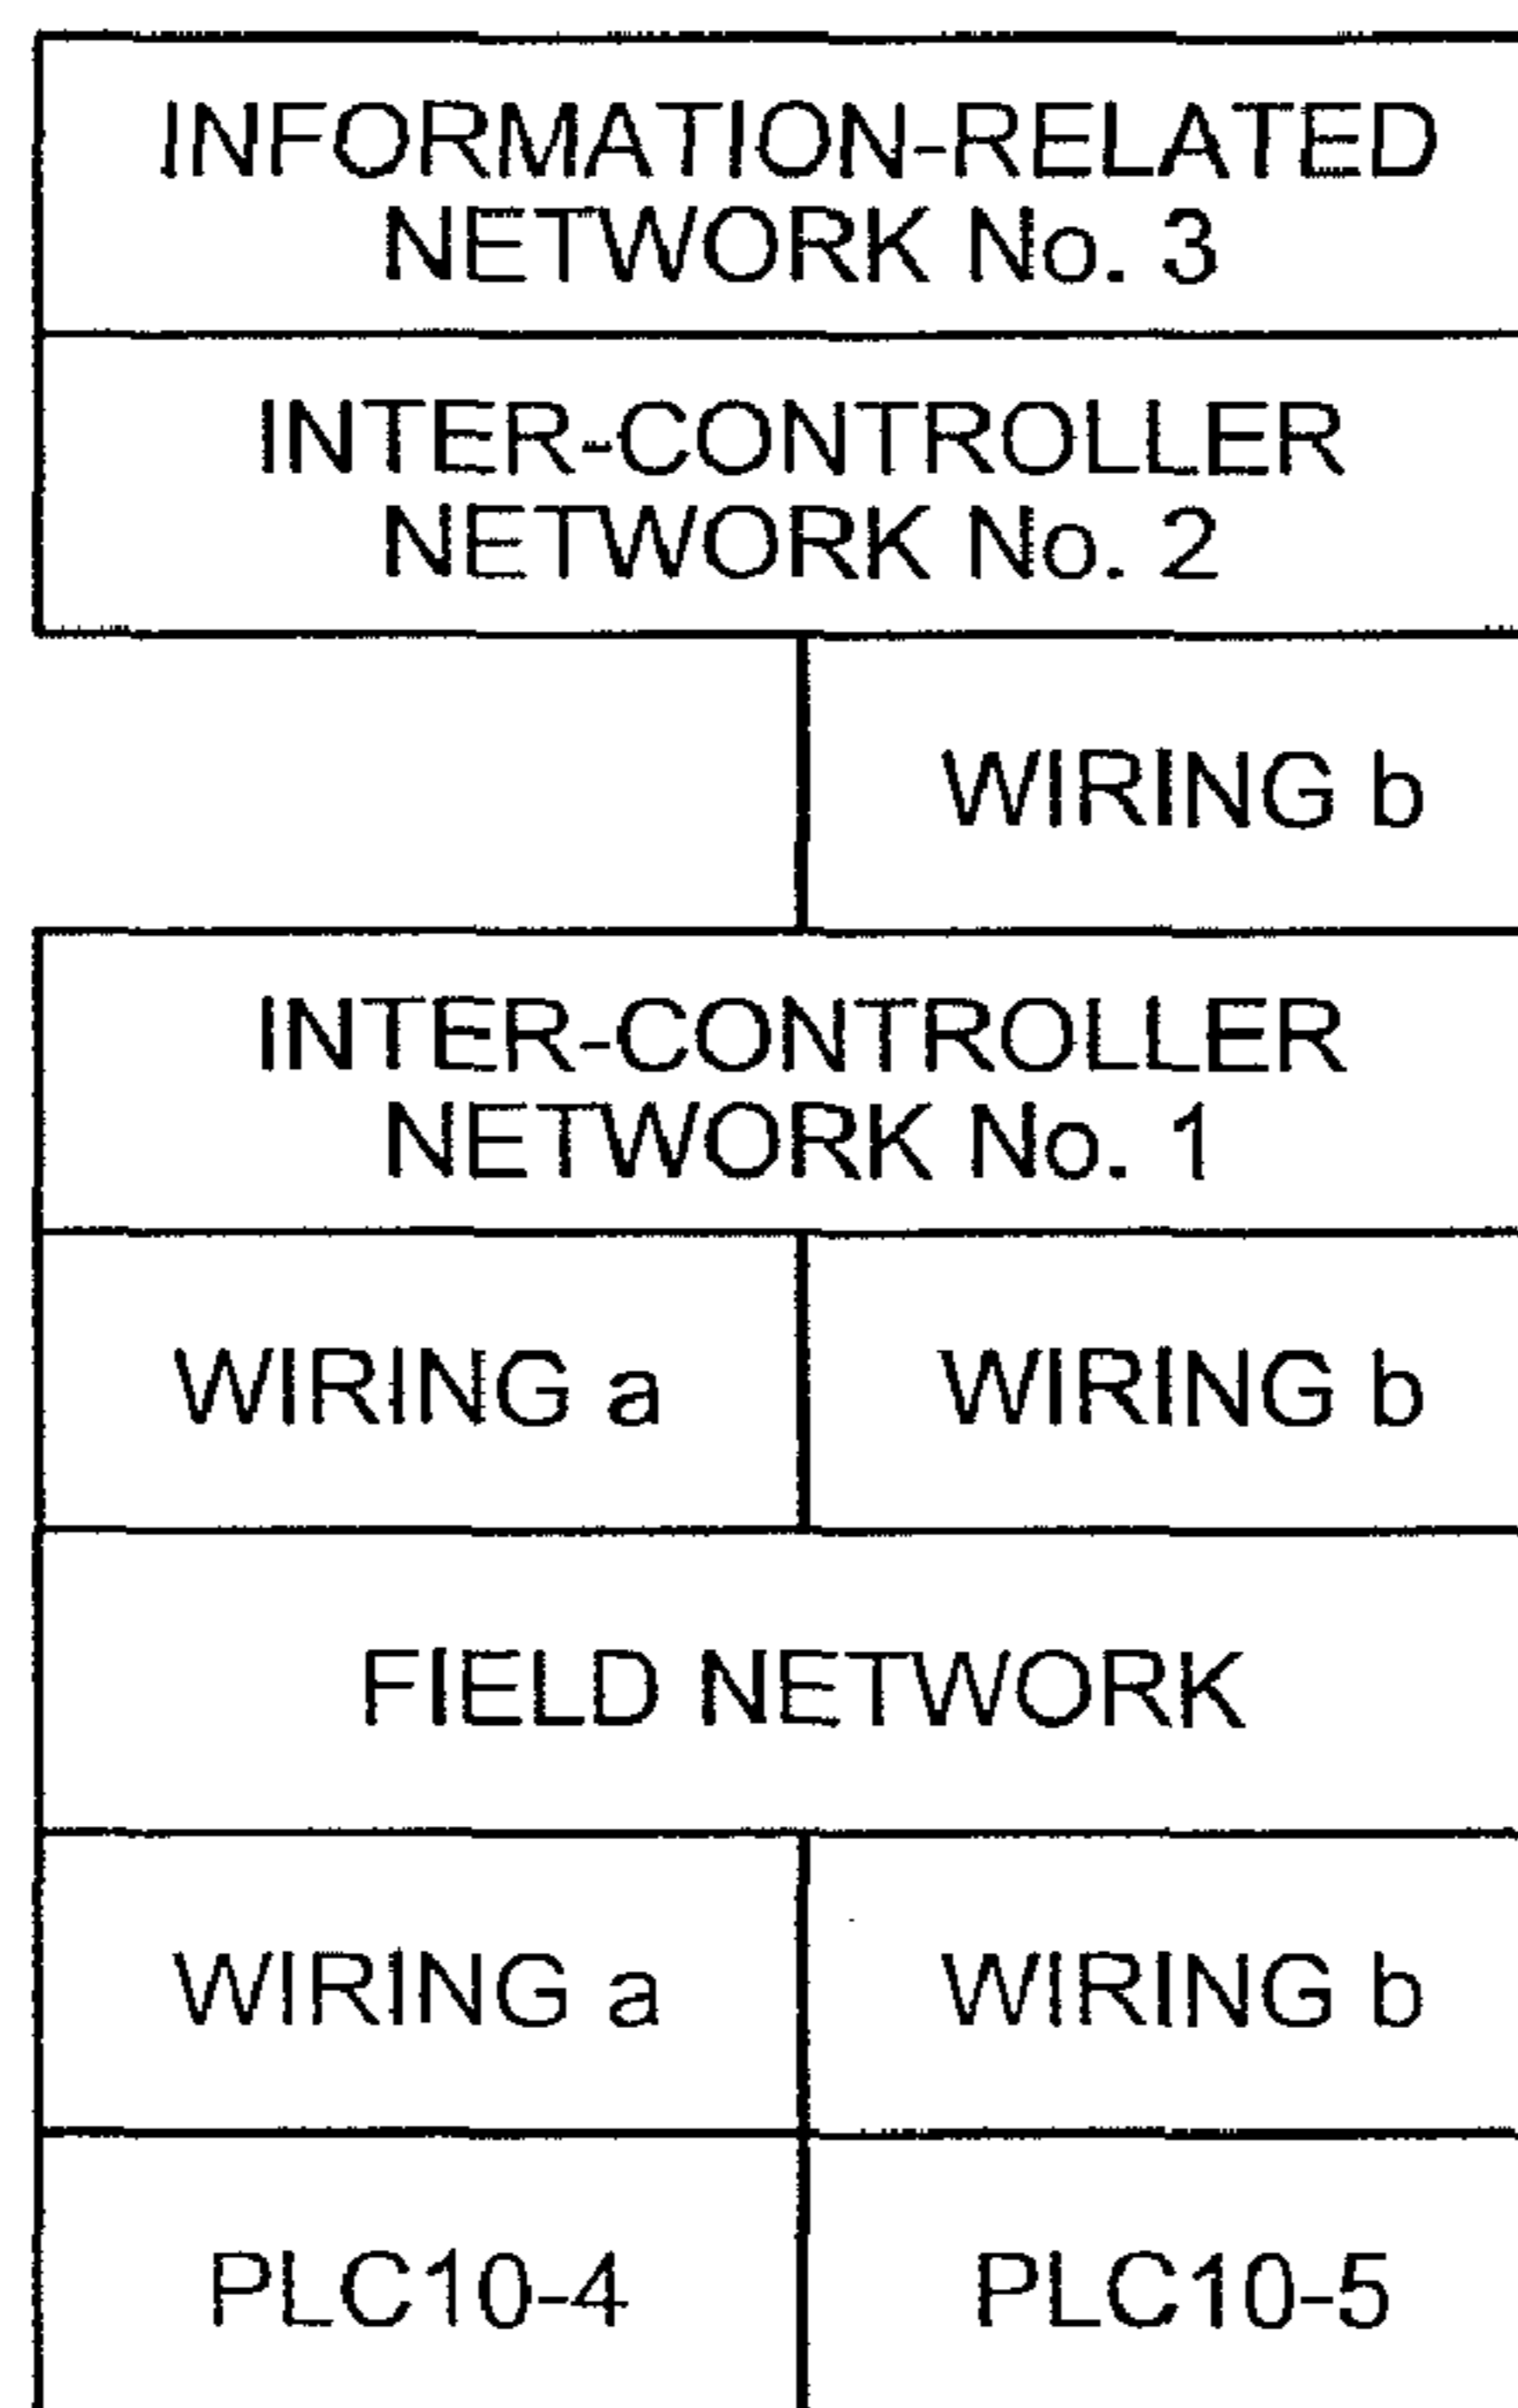 INFORMATION-RELATED
NETWORK No. 3
INTER-CONTROLLER
NETWORK No. 2
WIRING b
INTER-CONTROLLER
NETWORK No. 1
WIRING a WIRING b
FIELD NETWORK
WIRING a WIRING b
PLC10-4 PLC10-5